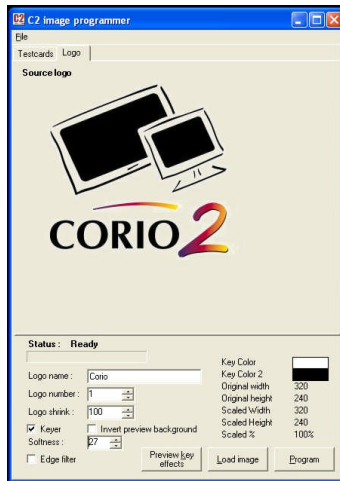 C2 image programmer
File
Testcards Logo
Source logo
CORIO2
Status : Ready
Logo name : Corio
Logo number : 1
Logo shrink : 100
Keyer Invert preview background
Softness : 27
Edge filter
Key Color
Key Color 2
Original width 320
Original height 240
Scaled Width 320
Scaled Height 240
Scaled % 100%
Preview key effects
Load image
Program